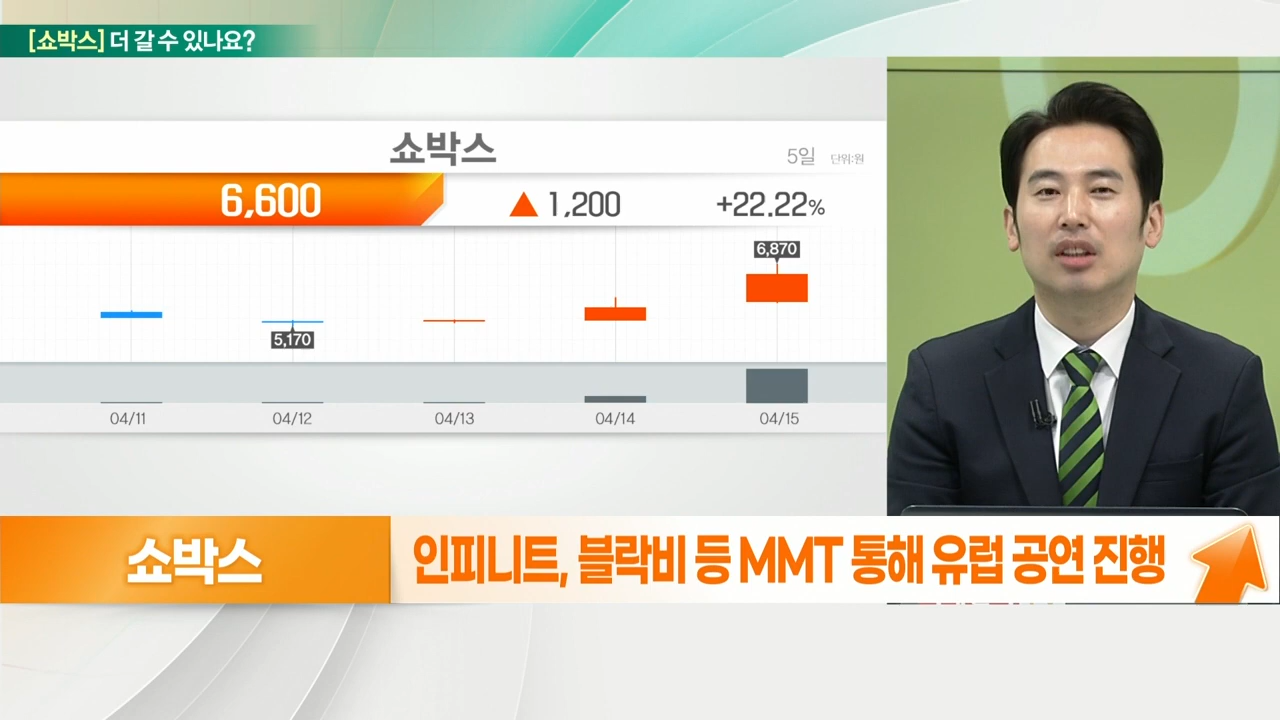 [쇼박스] 더 갈 수 있나요?
쇼박스
5일 단위:원
6,600 ▲ 1,200 +22.22%
6,870
5,170
04/11 04/12 04/13 04/14 04/15
쇼박스 인피니트, 블락비 등 MMT 통해 유럽 공연 진행